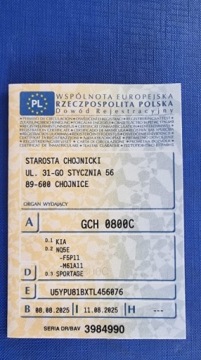 PL
WSPÓLNOTA EUROPEJSKA
RZECZPOSPOLITA POLSKA
Dowód Rejestracyjny
STAROSTA CHOJNICKI
UL. 31-GO STYCZNIA 56
89-600 CHOJNICE
ORGAN WYDAJĄCY
A GCH 0800C
D.1 KIA
D.2 NQ5E
-F5P11
-M61A11
D.3 SPORTAGE
E U5YPU81BXTL456076
B 08.08.2025 I 11.08.2025 H ---
SERIA DR/BAV 3984990